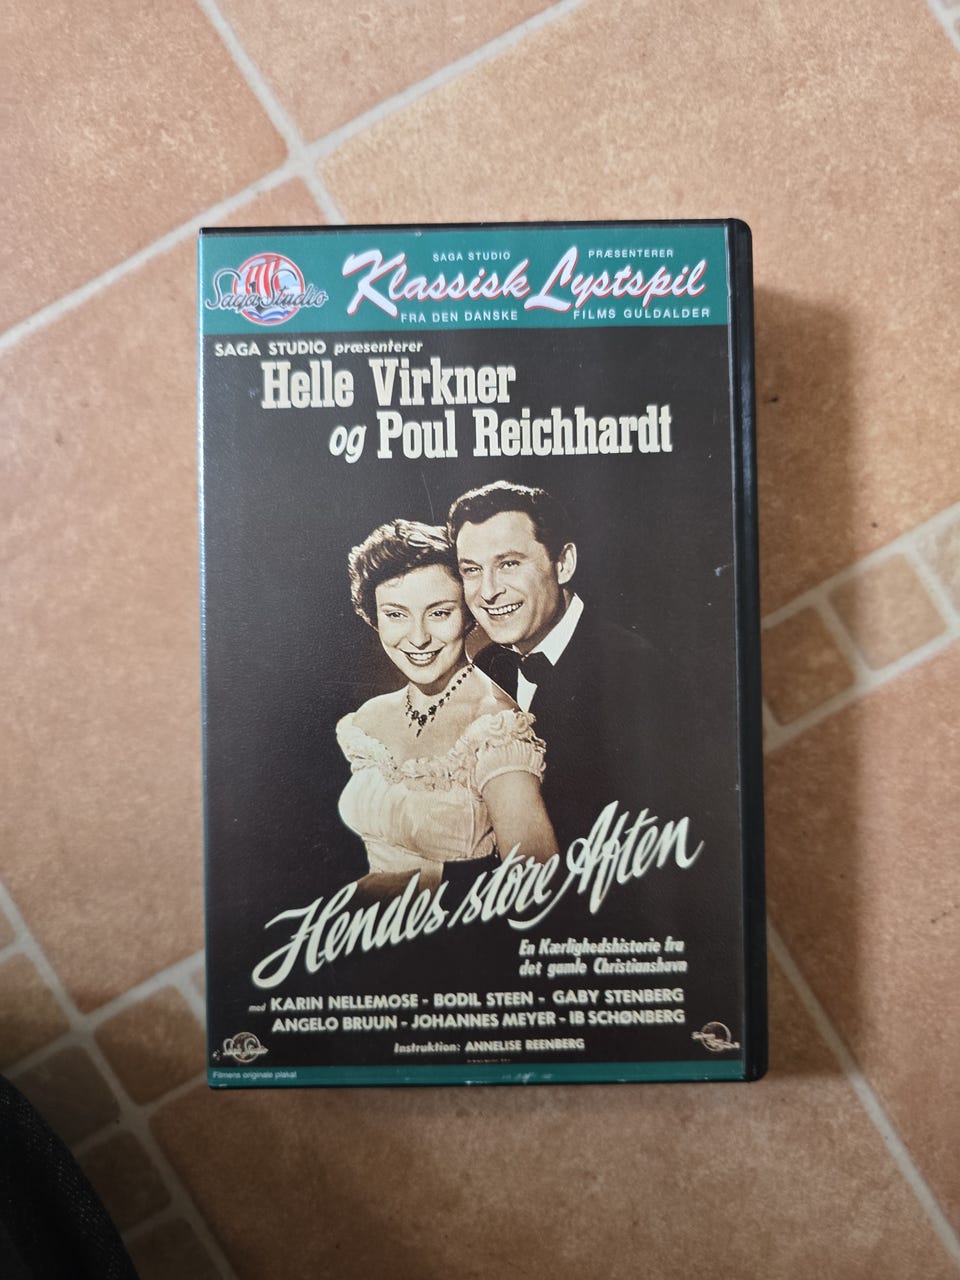 SAGA STUDIO PRÆSENTERER
Saga Studio
Klassisk Lystspil
FRA DEN DANSKE FILMS GULDALDER
SAGA STUDIO præsenterer
Helle Virkner
og Poul Reichhardt
Hendes store Aften
En Kærlighedshistorie fra
det gamle Christianshavn
med KARIN NELLEMOSE - BODIL STEEN - GABY STENBERG
ANGELO BRUUN - JOHANNES MEYER - IB SCHØNBERG
Saga Studio
Instruktion: ANNELISE REENBERG
Filmens originale plakat